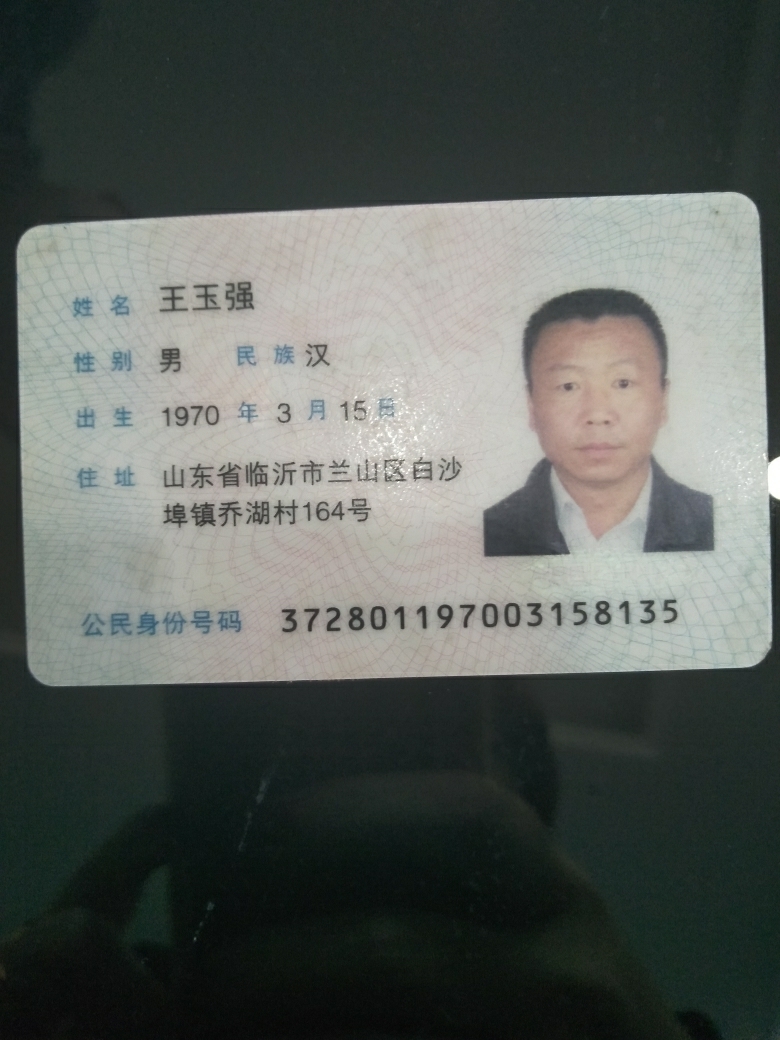 姓名 王玉强
性别 男 民族 汉
出生 1970 年 3 月 15 日
住址 山东省临沂市兰山区白沙
埠镇乔湖村164号
公民身份号码 372801197003158135